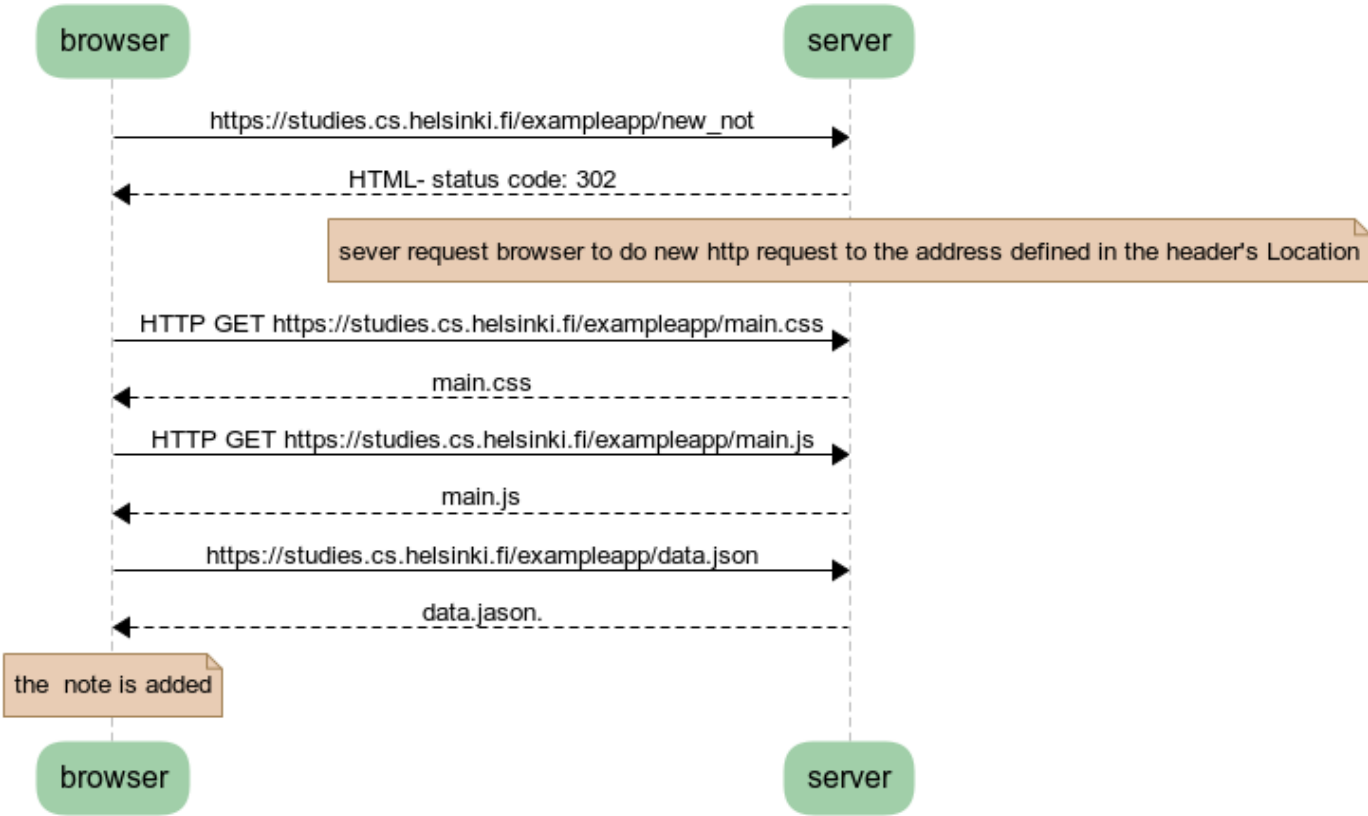 browser server
https://studies.cs.helsinki.fi/exampleapp/new_not
HTML- status code: 302
sever request browser to do new http request to the address defined in the header's Location
HTTP GET https://studies.cs.helsinki.fi/exampleapp/main.css
main.css
HTTP GET https://studies.cs.helsinki.fi/exampleapp/main.js
main.js
https://studies.cs.helsinki.fi/exampleapp/data.json
data.jason.
the  note is added
browser server